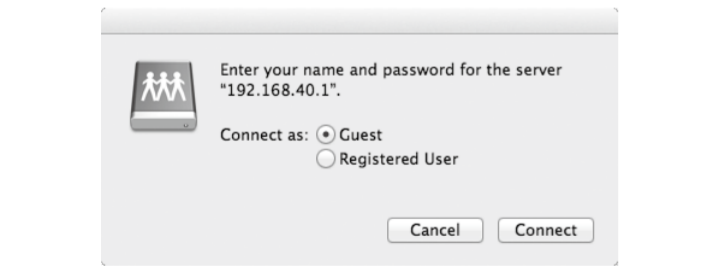 Enter your name and password for the server
"192.168.40.1".
Connect as: Guest
Registered User
Cancel Connect